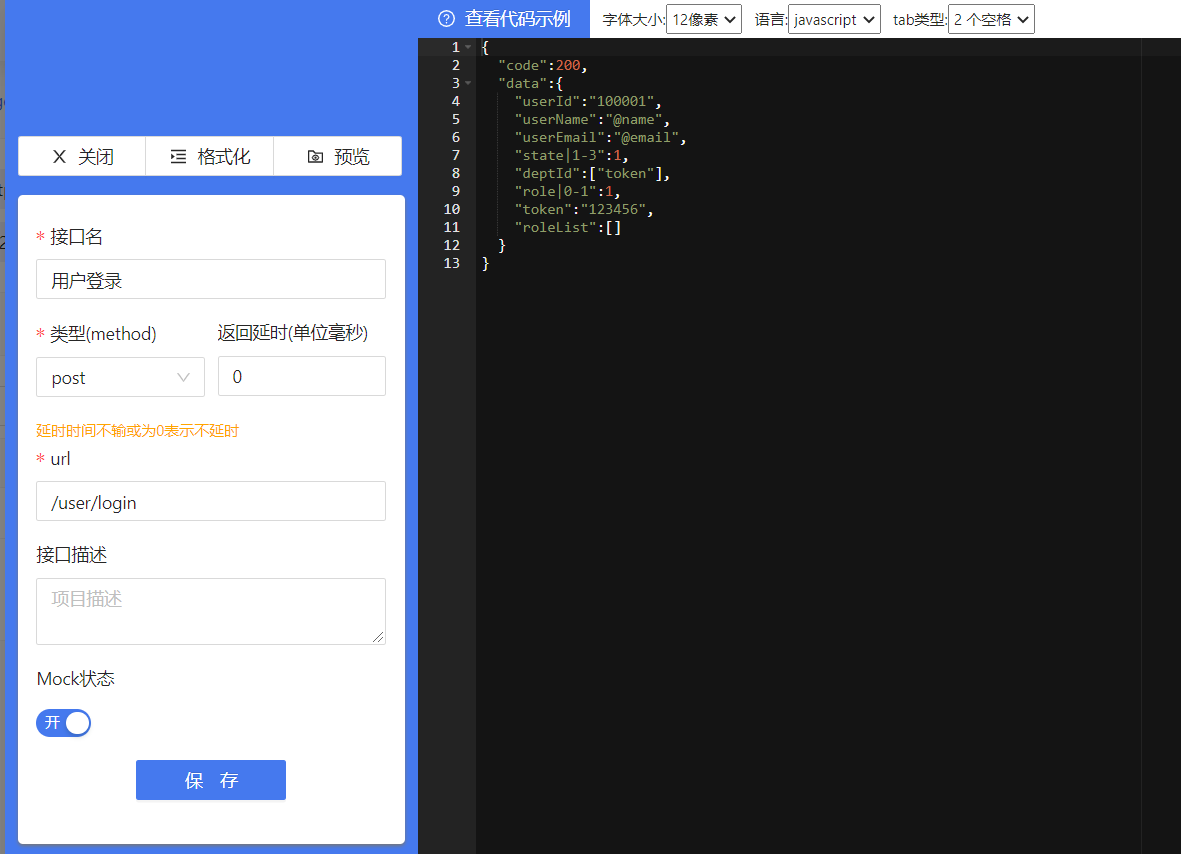 查看代码示例 字体大小: 12像素 语言: javascript tab类型: 2 个空格
关闭 格式化 预览
* 接口名
用户登录
* 类型(method) 返回延时(单位毫秒)
post 0
延时时间不输或为0表示不延时
* url
/user/login
接口描述
项目描述
Mock状态
开
保 存
1 {
2 "code":200,
3 "data":{
4 "userId":"100001",
5 "userName":"@name",
6 "userEmail":"@email",
7 "state|1-3":1,
8 "deptId":["token"],
9 "role|0-1":1,
10 "token":"123456",
11 "roleList":[]
12 }
13 }